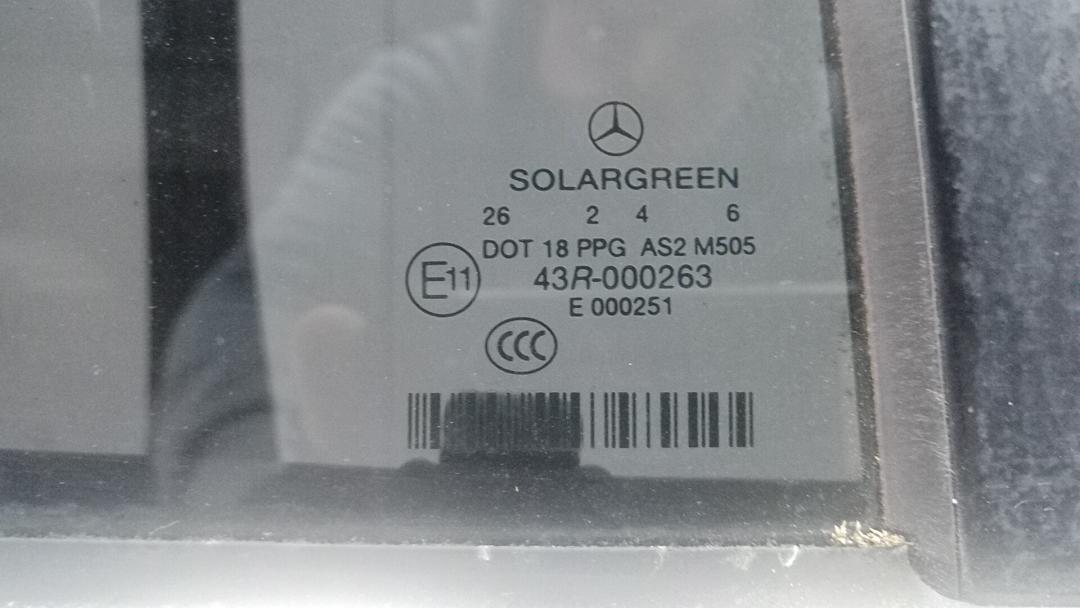 SOLARGREEN
26 2 4 6
DOT 18 PPG AS2 M505
E11 43R-000263
E 000251
CCC